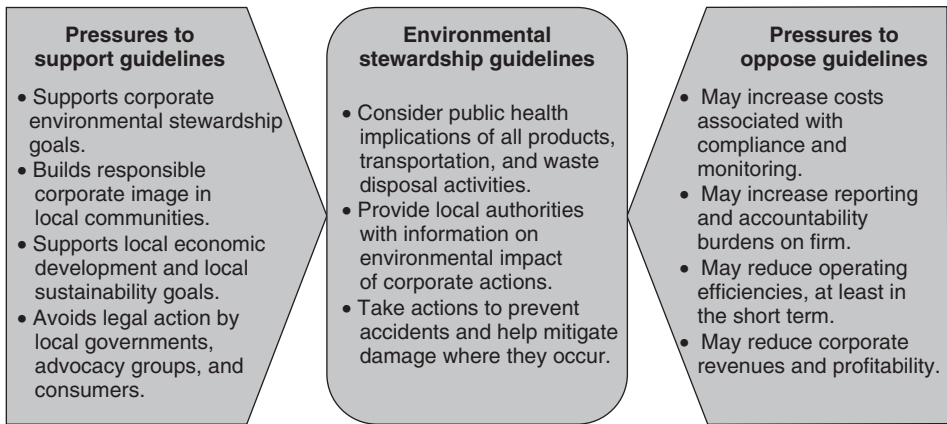 Pressures to
support guidelines
• Supports corporate
environmental stewardship
goals.
• Builds responsible
corporate image in
local communities.
• Supports local economic
development and local
sustainability goals.
• Avoids legal action by
local governments,
advocacy groups, and
consumers.
Environmental
stewardship guidelines
• Consider public health
implications of all products,
transportation, and waste
disposal activities.
• Provide local authorities
with information on
environmental impact
of corporate actions.
• Take actions to prevent
accidents and help mitigate
damage where they occur.
Pressures to
oppose guidelines
• May increase costs
associated with
compliance and
monitoring.
• May increase reporting
and accountability
burdens on firm.
• May reduce operating
efficiencies, at least in
the short term.
• May reduce corporate
revenues and profitability.